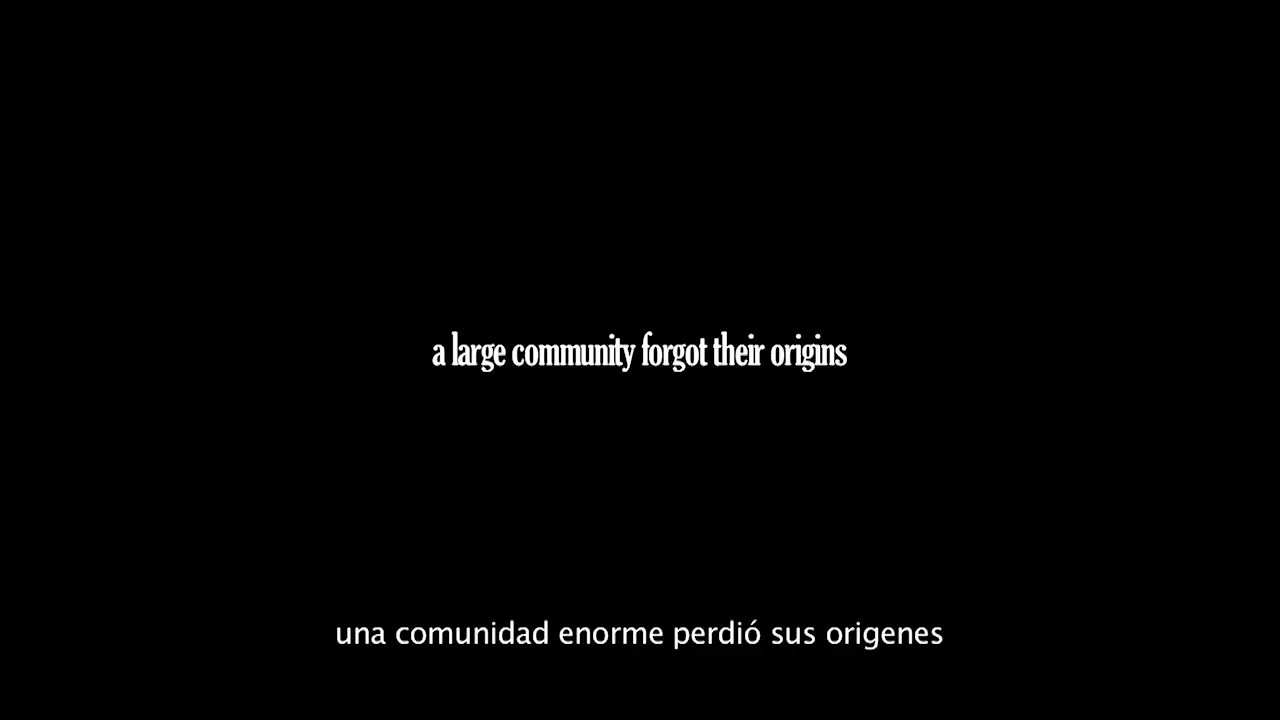 a large community forgot their origins
una comunidad enorme perdió sus origenes